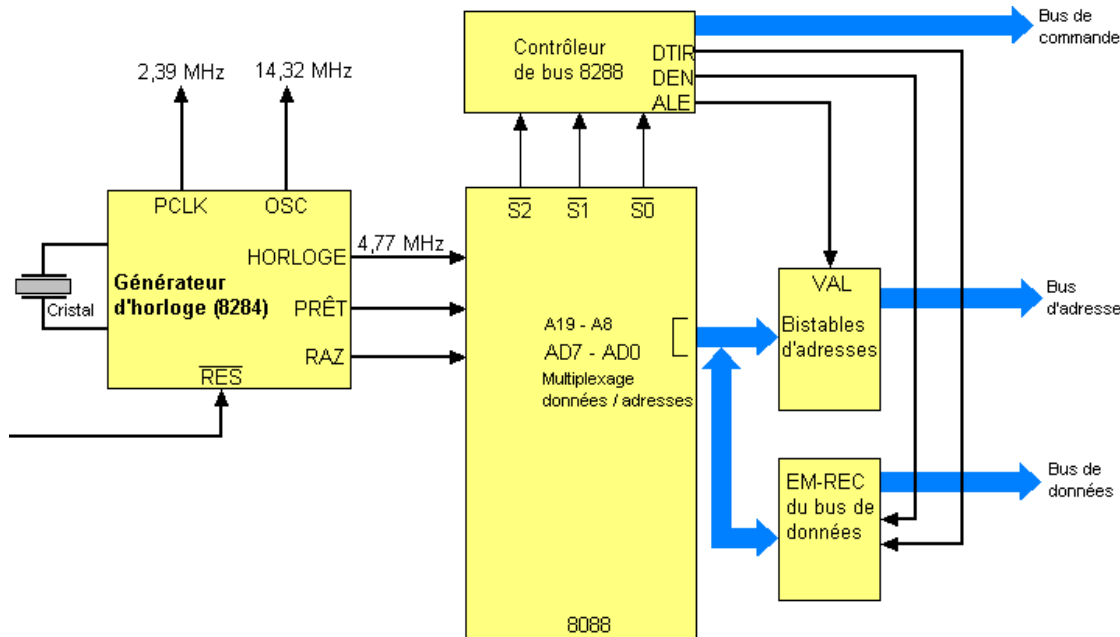 Contrôleur
de bus 8288
DTIR
DEN
ALE
Bus de
commande
2,39 MHz
14,32 MHz
PCLK
OSC
HORLOGE
4,77 MHz
Générateur
d'horloge (8284)
Cristal
PRÊT
RAZ
RES
S2
S1
S0
A19 - A8
AD7 - AD0
Multiplexage
données / adresses
8088
VAL
Bistables
d'adresses
Bus
d'adresse
EM-REC
du bus de
données
Bus de
données